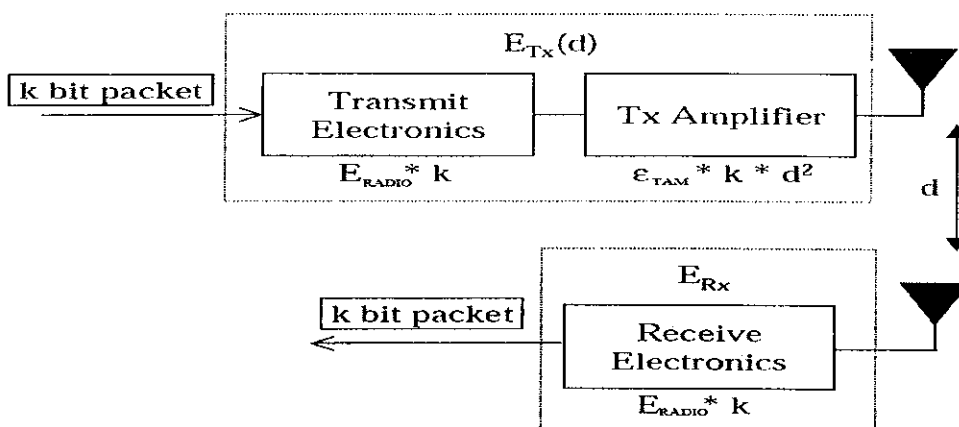 E_Tx(d)
k bit packet
Transmit
Electronics
Tx Amplifier
E_RADIO* k
ε_TAM * k * d²
d
E_Rx
k bit packet
Receive
Electronics
E_RADIO* k